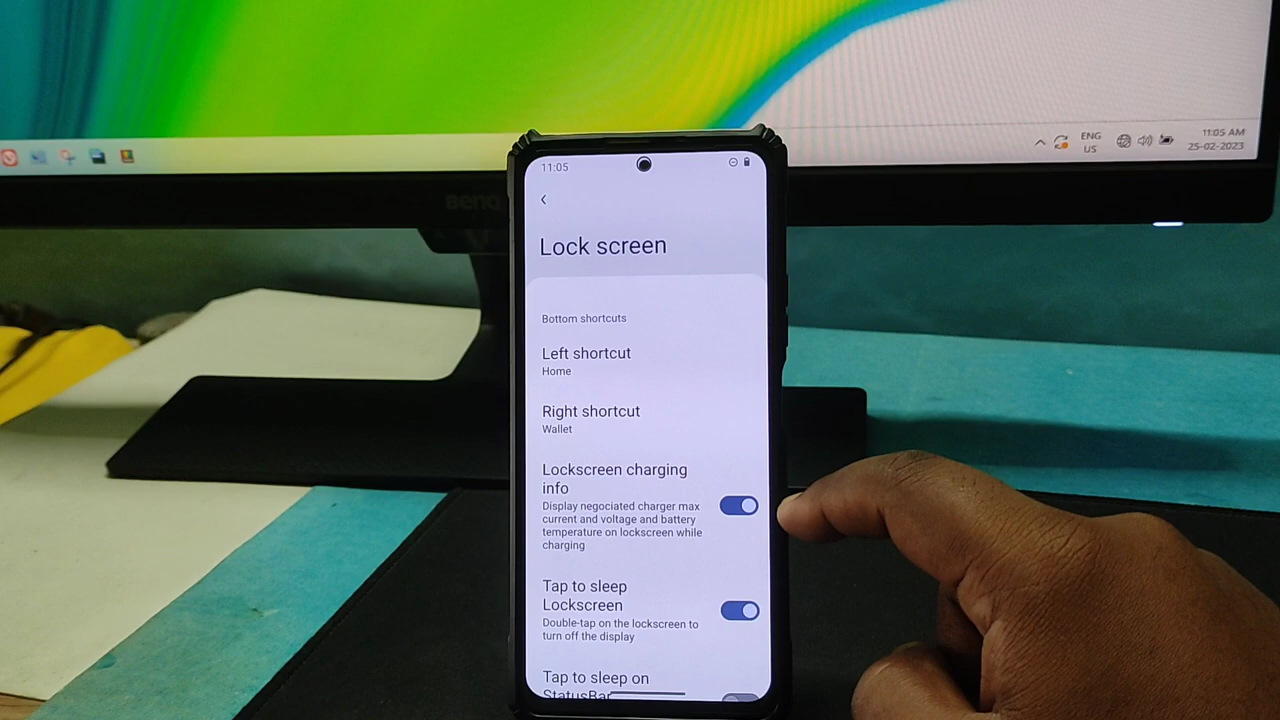 ENG
US
11:05 AM
25-02-2023
BenQ
11:05
Lock screen
Bottom shortcuts
Left shortcut
Home
Right shortcut
Wallet
Lockscreen charging
info
Display negociated charger max
current and voltage and battery
temperature on lockscreen while
charging
Tap to sleep
Lockscreen
Double-tap on the lockscreen to
turn off the display
Tap to sleep on
StatusBar